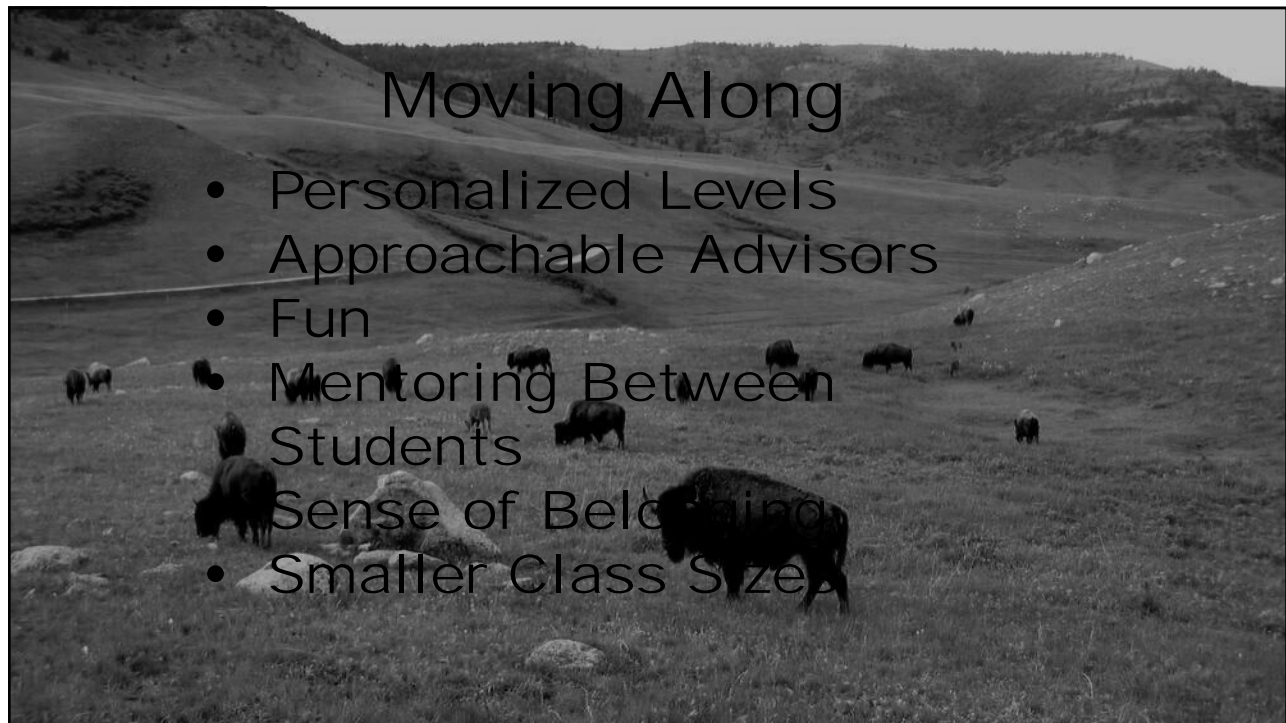 Moving Along
• Personalized Levels
• Approachable Advisors
• Fun
• Mentoring Between
Students
Sense of Belonging
• Smaller Class Sizes